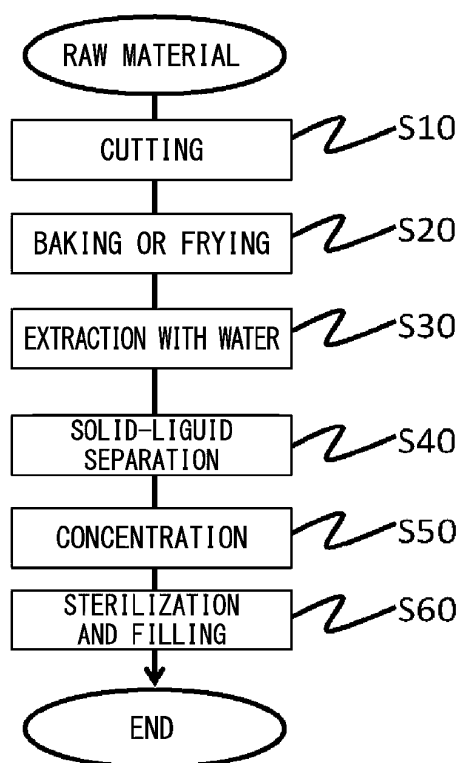 RAW MATERIAL
CUTTING
S10
BAKING OR FRYING
S20
EXTRACTION WITH WATER
S30
SOLID-LIGUID
SEPARATION
S40
CONCENTRATION
S50
STERILIZATION
AND FILLING
S60
END